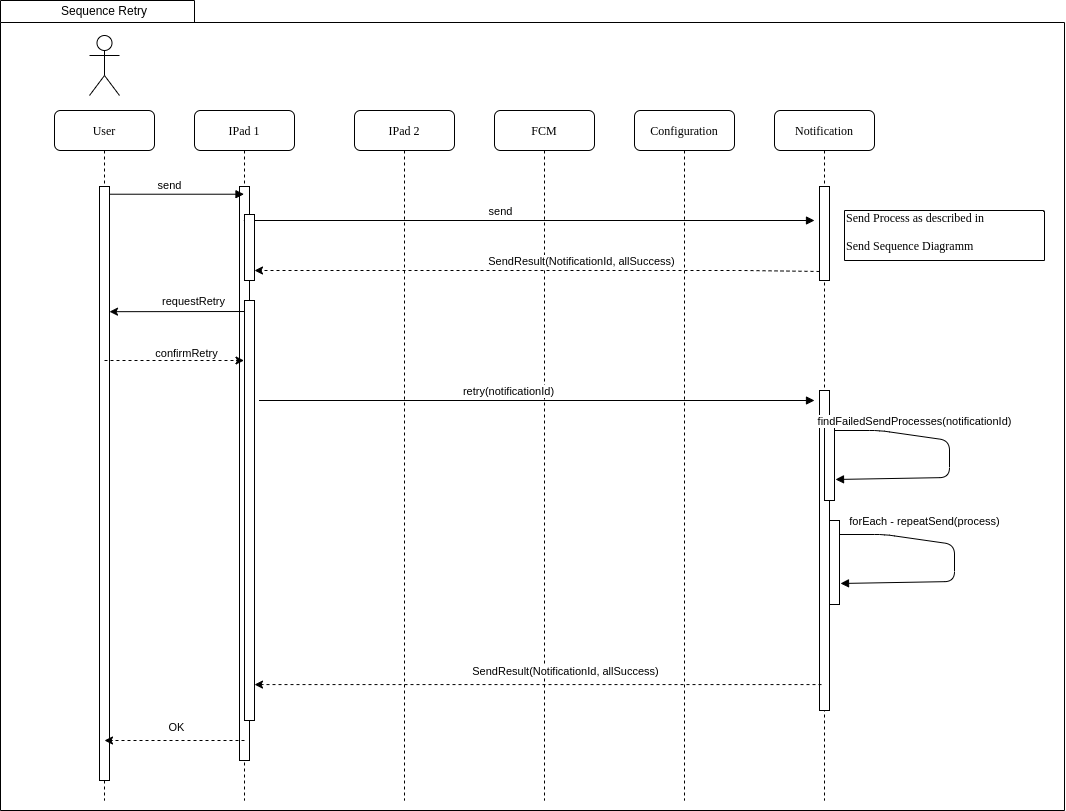 Sequence Retry
User
IPad 1
IPad 2
FCM
Configuration
Notification
send
send
Send Process as described in
Send Sequence Diagramm
SendResult(NotificationId, allSuccess)
requestRetry
confirmRetry
retry(notificationId)
findFailedSendProcesses(notificationId)
forEach - repeatSend(process)
SendResult(NotificationId, allSuccess)
OK